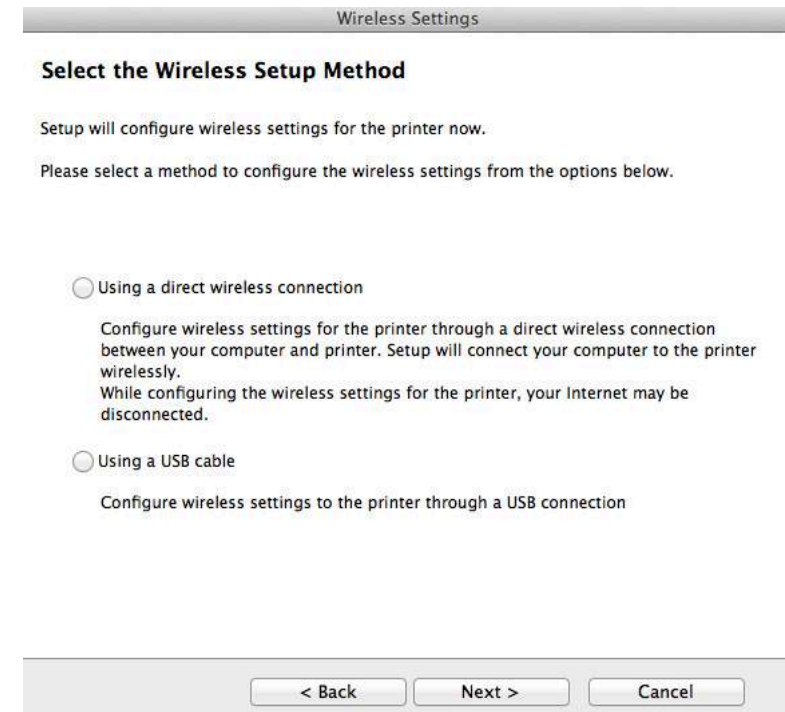 Wireless Settings
Select the Wireless Setup Method
Setup will configure wireless settings for the printer now.
Please select a method to configure the wireless settings from the options below.
Using a direct wireless connection
Configure wireless settings for the printer through a direct wireless connection
between your computer and printer. Setup will connect your computer to the printer
wirelessly.
While configuring the wireless settings for the printer, your Internet may be
disconnected.
Using a USB cable
Configure wireless settings to the printer through a USB connection
< Back Next > Cancel